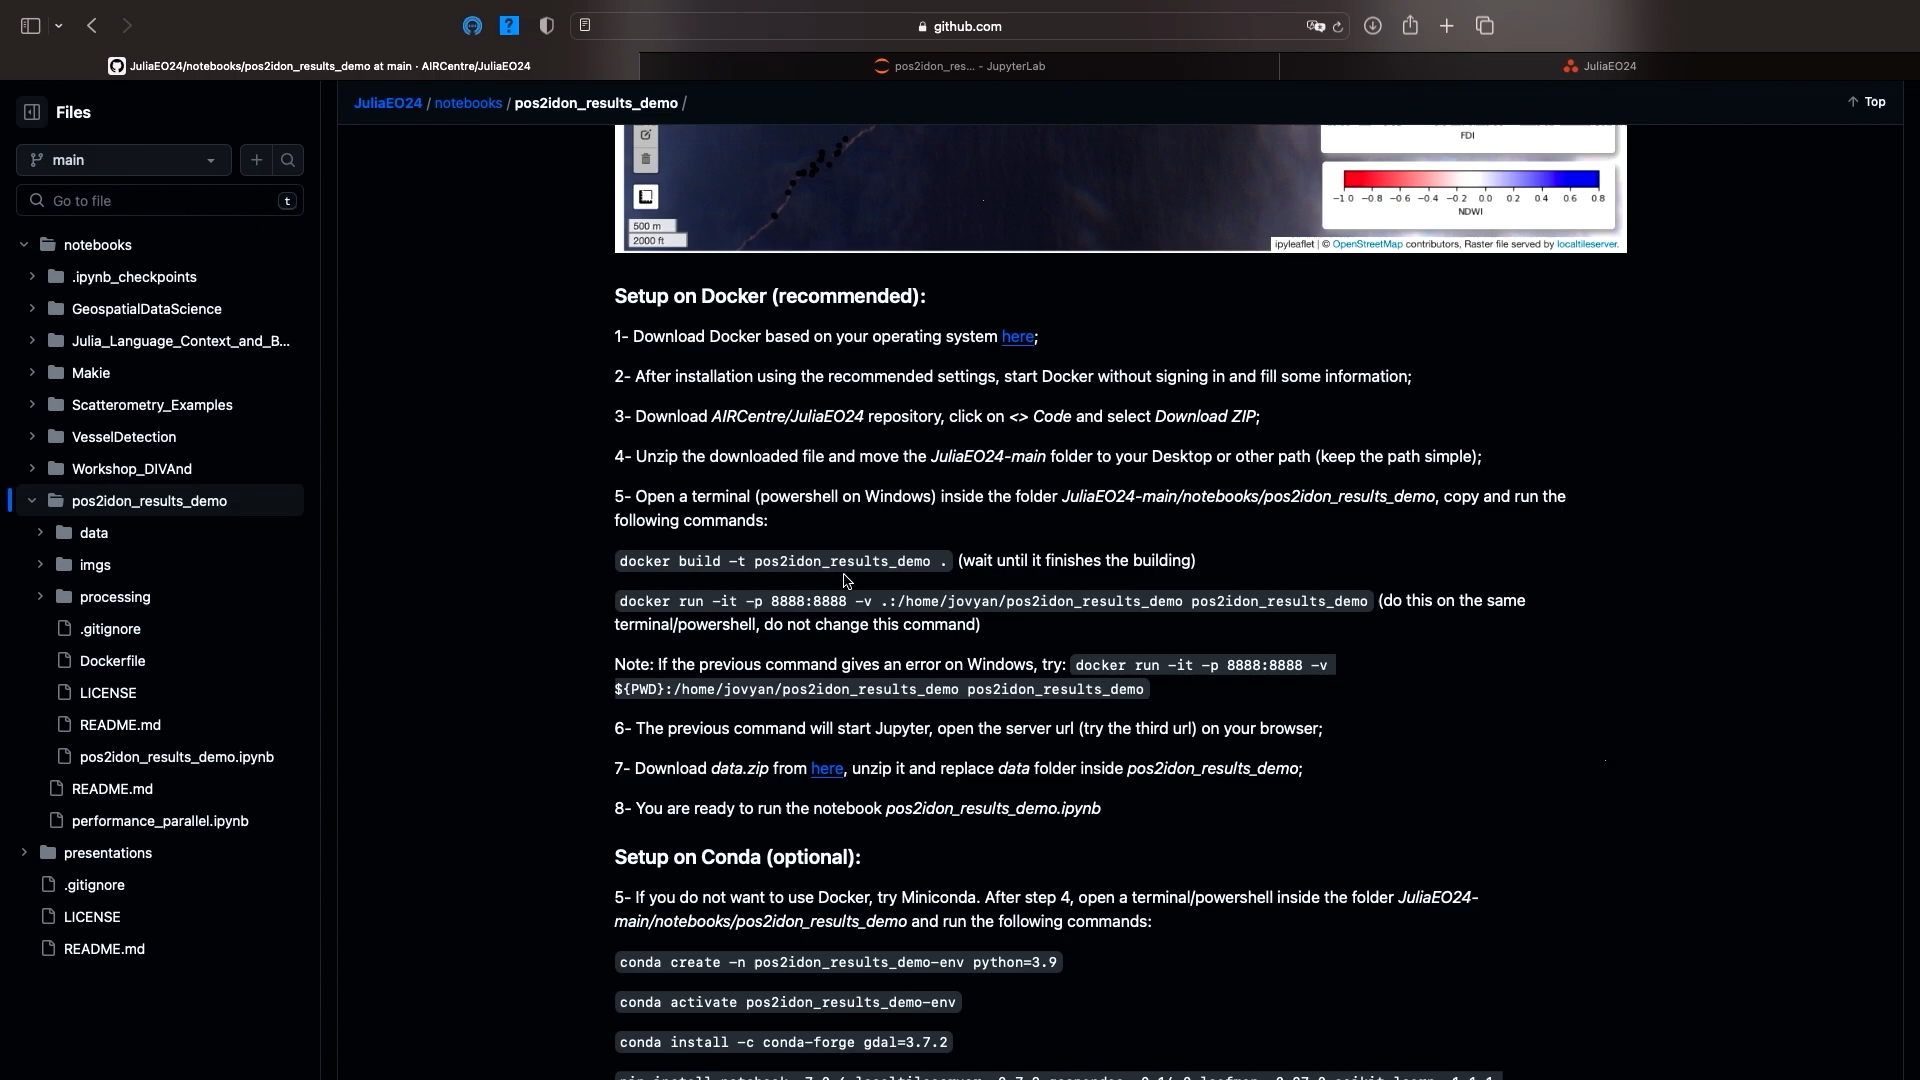 github.com
JuliaEO24/notebooks/pos2idon_results_demo at main · AIRCentre/JuliaEO24
pos2idon_res... - JupyterLab
JuliaEO24
Files
JuliaEO24 / notebooks / pos2idon_results_demo /
Top
main
Go to file
t
notebooks
.ipynb_checkpoints
GeospatialDataScience
Julia_Language_Context_and_B...
Makie
Scatterometry_Examples
VesselDetection
Workshop_DIVAnd
pos2idon_results_demo
data
imgs
processing
.gitignore
Dockerfile
LICENSE
README.md
pos2idon_results_demo.ipynb
README.md
performance_parallel.ipynb
presentations
.gitignore
LICENSE
README.md
FDI
-1.0 -0.8 -0.6 -0.4 -0.2 0.0 0.2 0.4 0.6 0.8
NDWI
500 m
2000 ft
ipyleaflet | © OpenStreetMap contributors, Raster file served by localtileserver.
Setup on Docker (recommended):
1- Download Docker based on your operating system here;
2- After installation using the recommended settings, start Docker without signing in and fill some information;
3- Download AIRCentre/JuliaEO24 repository, click on <> Code and select Download ZIP;
4- Unzip the downloaded file and move the JuliaEO24-main folder to your Desktop or other path (keep the path simple);
5- Open a terminal (powershell on Windows) inside the folder JuliaEO24-main/notebooks/pos2idon_results_demo, copy and run the
following commands:
docker build -t pos2idon_results_demo . (wait until it finishes the building)
docker run -it -p 8888:8888 -v .:/home/jovyan/pos2idon_results_demo pos2idon_results_demo (do this on the same
terminal/powershell, do not change this command)
Note: If the previous command gives an error on Windows, try: docker run -it -p 8888:8888 -v
${PWD}:/home/jovyan/pos2idon_results_demo pos2idon_results_demo
6- The previous command will start Jupyter, open the server url (try the third url) on your browser;
7- Download data.zip from here, unzip it and replace data folder inside pos2idon_results_demo;
8- You are ready to run the notebook pos2idon_results_demo.ipynb
Setup on Conda (optional):
5- If you do not want to use Docker, try Miniconda. After step 4, open a terminal/powershell inside the folder JuliaEO24-
main/notebooks/pos2idon_results_demo and run the following commands:
conda create -n pos2idon_results_demo-env python=3.9
conda activate pos2idon_results_demo-env
conda install -c conda-forge gdal=3.7.2